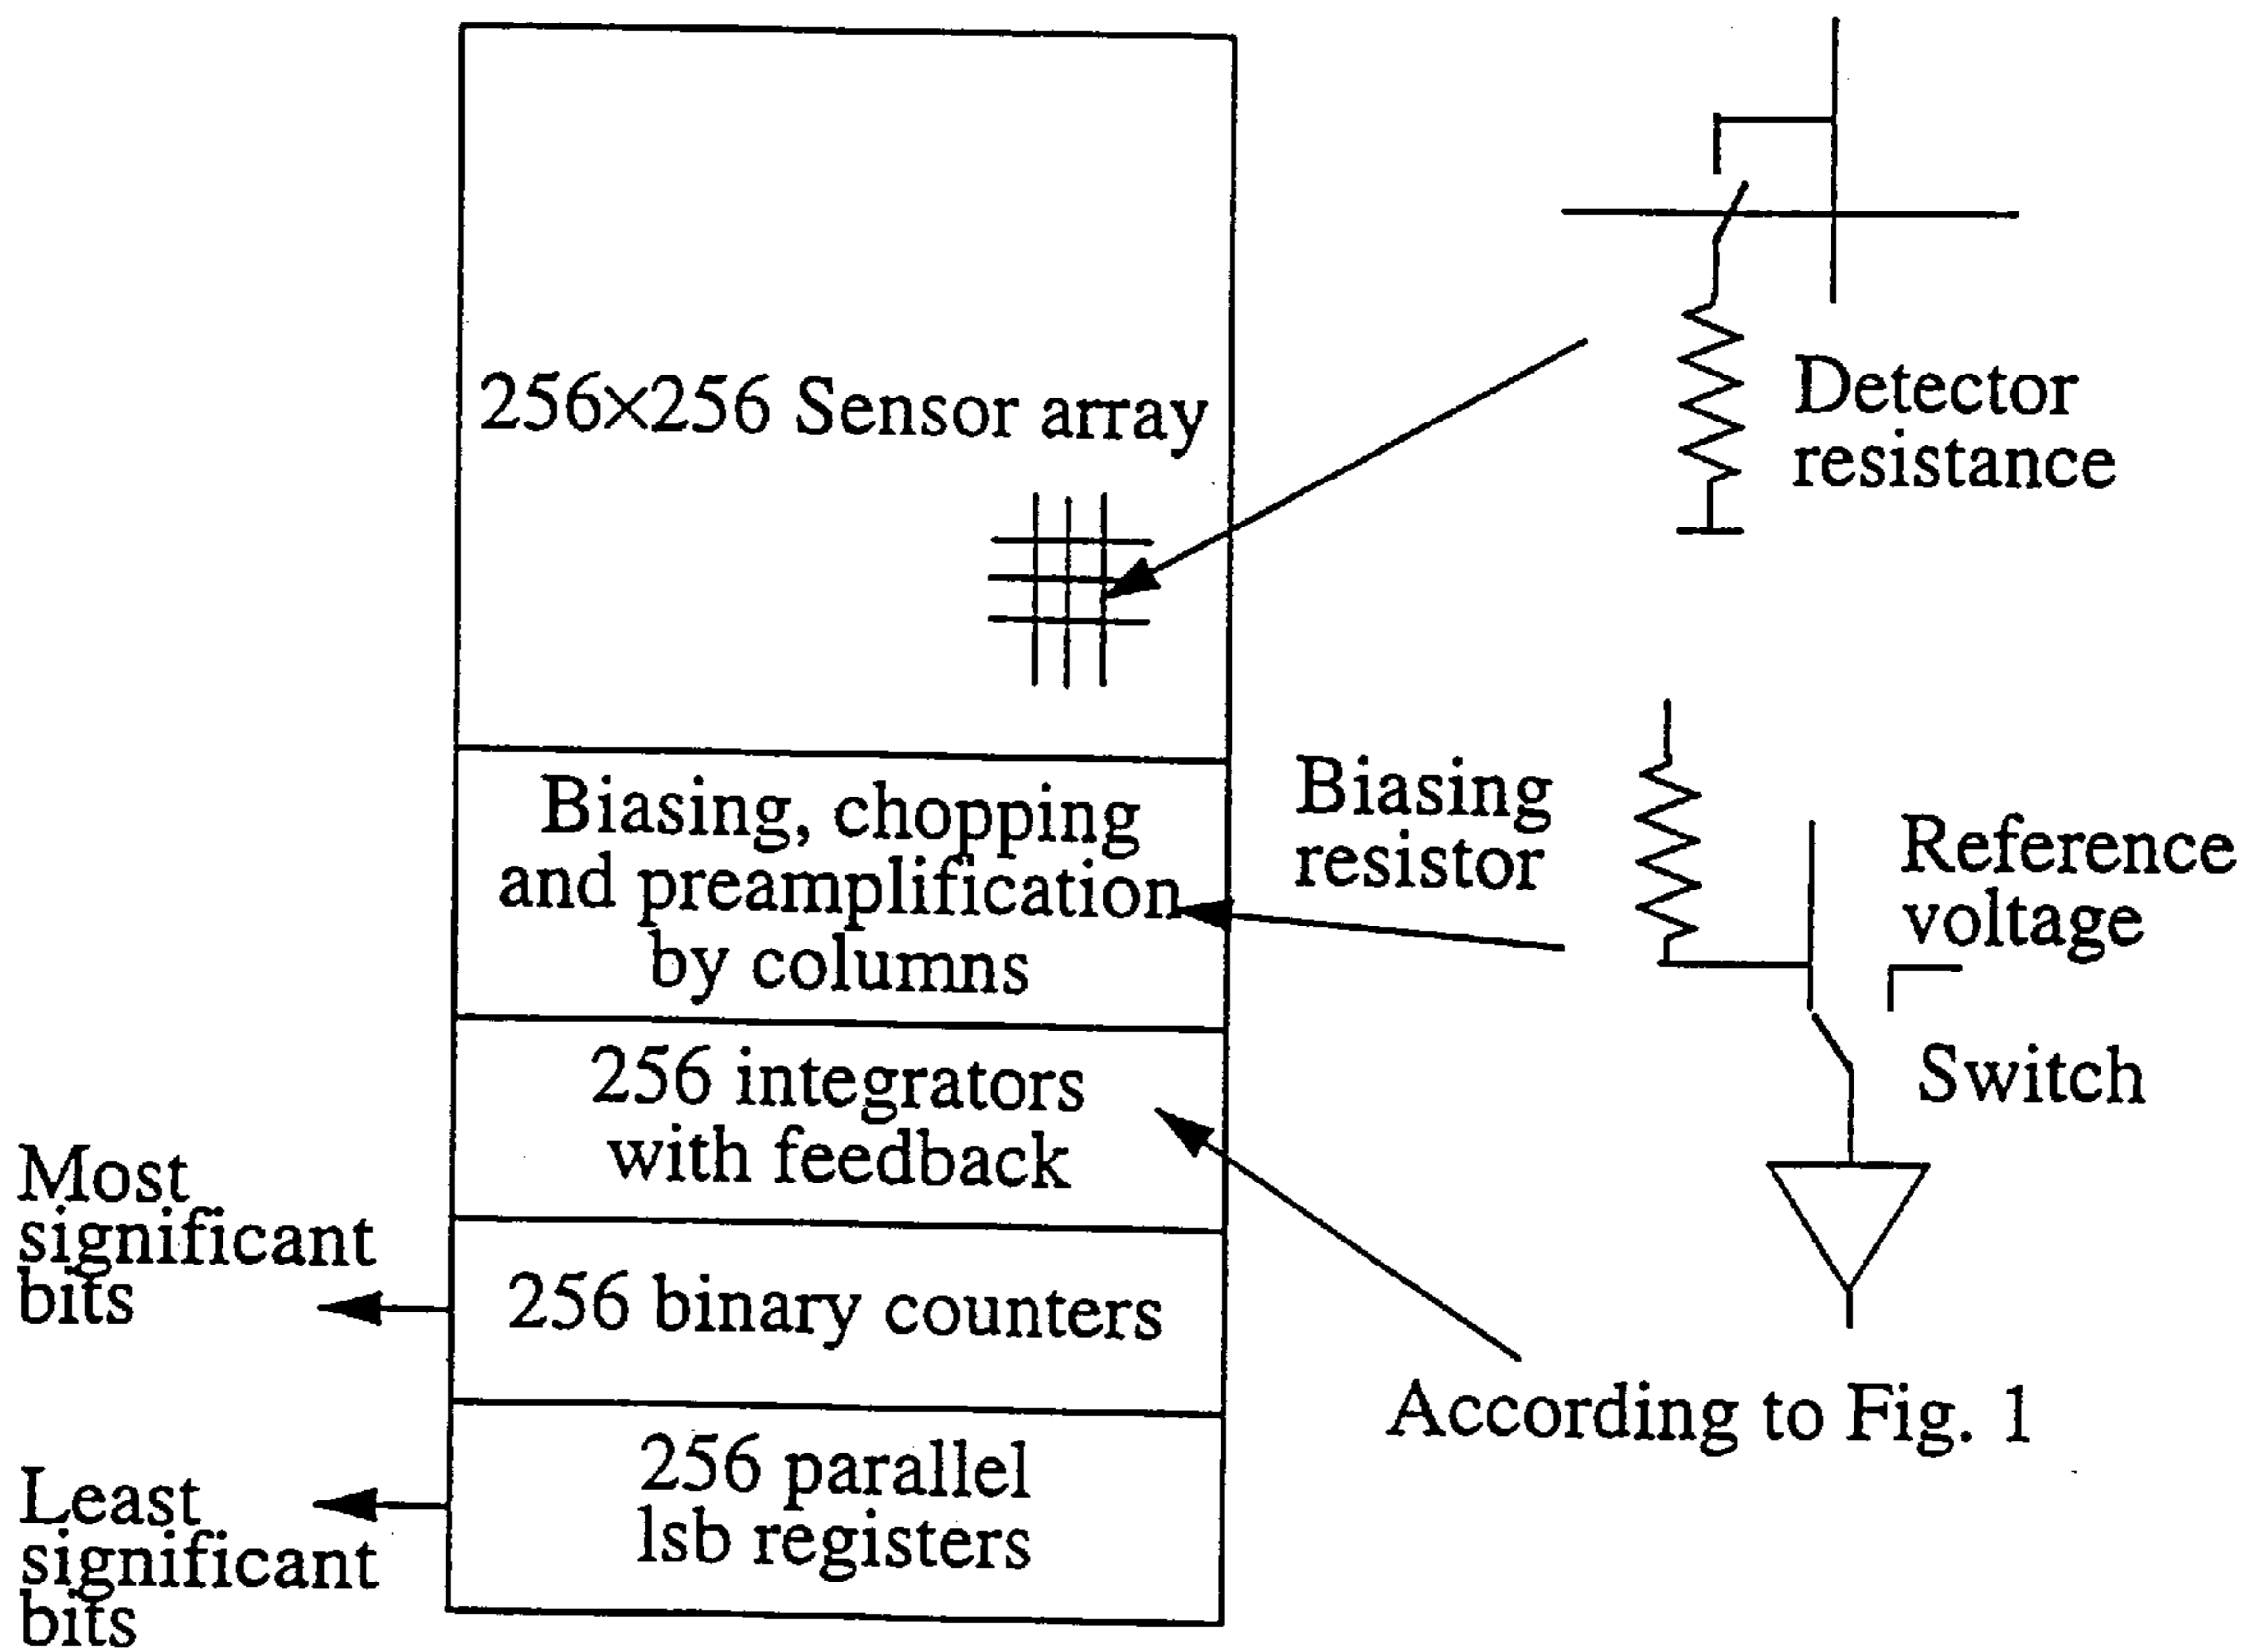 256×256 Sensor array
Detector
resistance
Biasing, chopping
and preamplification
by columns
Biasing
resistor
Reference
voltage
Switch
256 integrators
with feedback
According to Fig. 1
Most
significant
bits
256 binary counters
Least
significant
bits
256 parallel
lsb registers